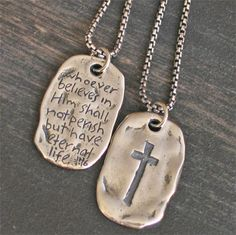 whoever
believes in
Him shall
not perish
but have
eternal
life.